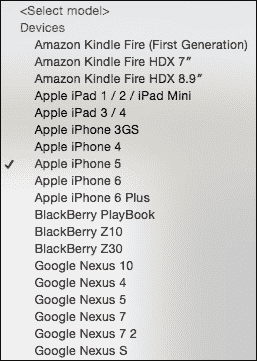 <Select model>
Devices
Amazon Kindle Fire (First Generation)
Amazon Kindle Fire HDX 7″
Amazon Kindle Fire HDX 8.9″
Apple iPad 1 / 2 / iPad Mini
Apple iPad 3 / 4
Apple iPhone 3GS
Apple iPhone 4
✓ Apple iPhone 5
Apple iPhone 6
Apple iPhone 6 Plus
BlackBerry PlayBook
BlackBerry Z10
BlackBerry Z30
Google Nexus 10
Google Nexus 4
Google Nexus 5
Google Nexus 7
Google Nexus 7 2
Google Nexus S